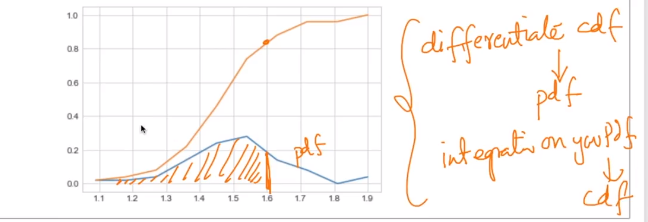 1.0
0.8
0.6
0.4
0.2
0.0
1.1 1.2 1.3 1.4 1.5 1.6 1.7 1.8 1.9
pdf
differentiate cdf
pdf
integration on your Pdf
cdf